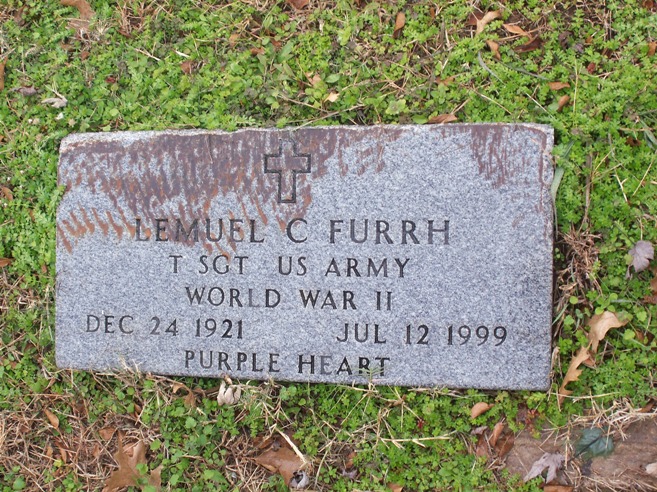 LEMUEL C FURRH
T SGT US ARMY
WORLD WAR II
DEC 24 1921 JUL 12 1999
PURPLE HEART